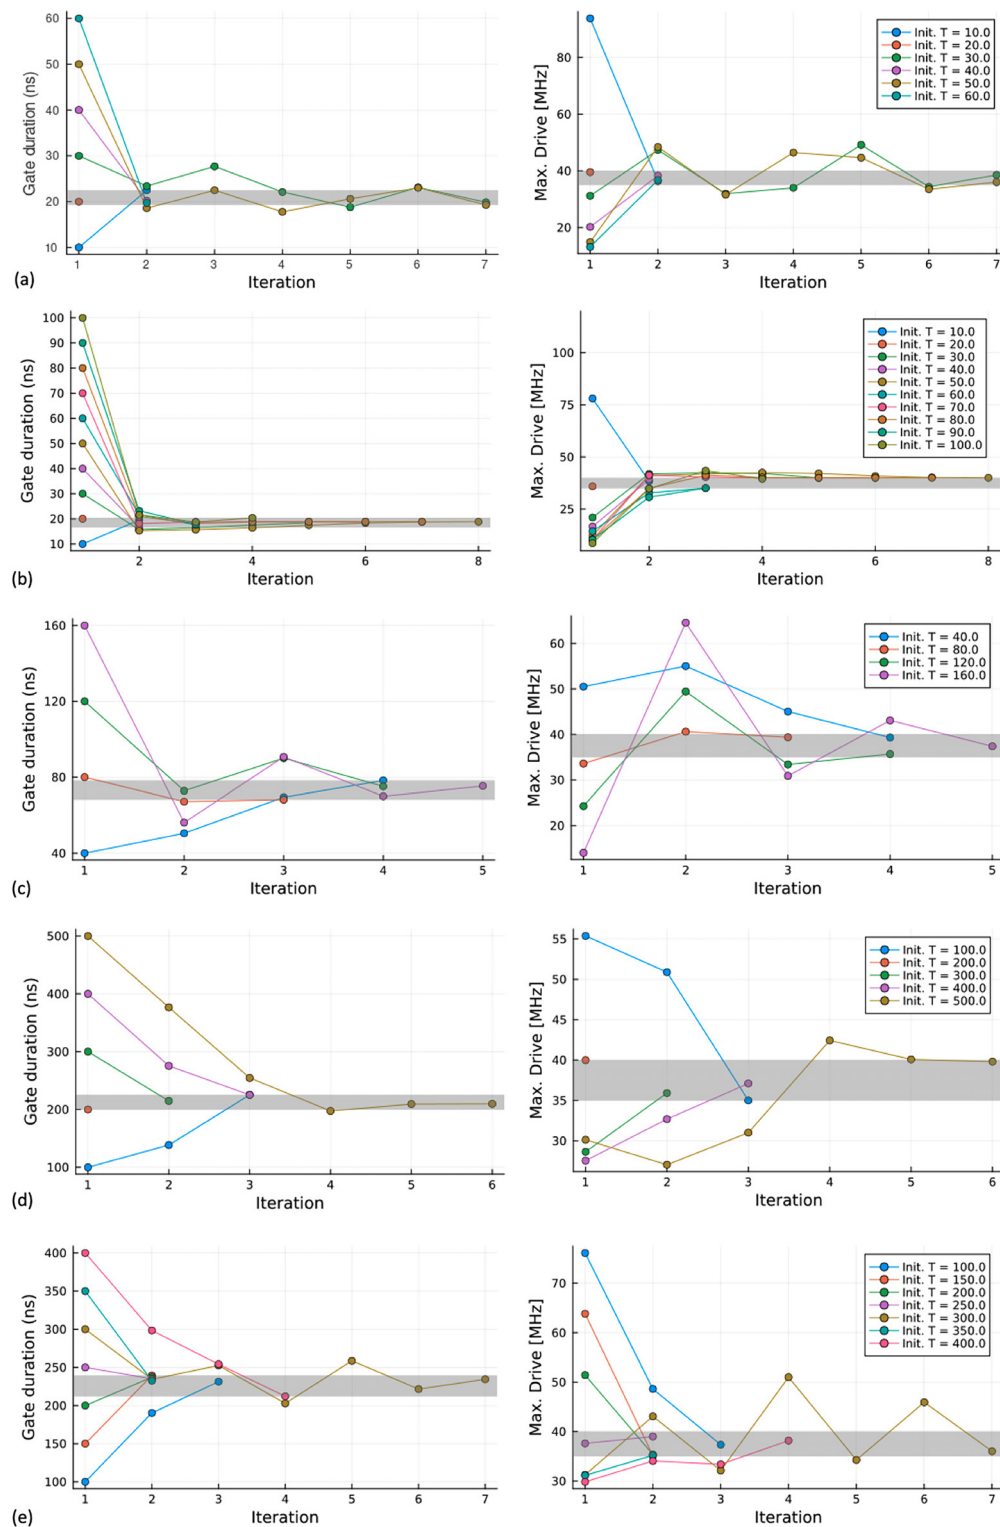 60
50
40
30
20
10
Gate duration (ns)
1 2 3 4 5 6 7
Iteration
80
60
40
20
Max. Drive [MHz]
1 2 3 4 5 6 7
Iteration
Init. T = 10.0
Init. T = 20.0
Init. T = 30.0
Init. T = 40.0
Init. T = 50.0
Init. T = 60.0
(a)
100
90
80
70
60
50
40
30
20
10
Gate duration (ns)
2 4 6 8
Iteration
100
75
50
25
Max. Drive [MHz]
2 4 6 8
Iteration
Init. T = 10.0
Init. T = 20.0
Init. T = 30.0
Init. T = 40.0
Init. T = 50.0
Init. T = 60.0
Init. T = 70.0
Init. T = 80.0
Init. T = 90.0
Init. T = 100.0
(b)
160
120
80
40
Gate duration (ns)
1 2 3 4 5
Iteration
60
50
40
30
20
Max. Drive [MHz]
1 2 3 4 5
Iteration
Init. T = 40.0
Init. T = 80.0
Init. T = 120.0
Init. T = 160.0
(c)
500
400
300
200
100
Gate duration (ns)
1 2 3 4 5 6
Iteration
55
50
45
40
35
30
Max. Drive [MHz]
1 2 3 4 5 6
Iteration
Init. T = 100.0
Init. T = 200.0
Init. T = 300.0
Init. T = 400.0
Init. T = 500.0
(d)
400
350
300
250
200
150
100
Gate duration (ns)
1 2 3 4 5 6 7
Iteration
70
60
50
40
30
Max. Drive [MHz]
1 2 3 4 5 6 7
Iteration
Init. T = 100.0
Init. T = 150.0
Init. T = 200.0
Init. T = 250.0
Init. T = 300.0
Init. T = 350.0
Init. T = 400.0
(e)